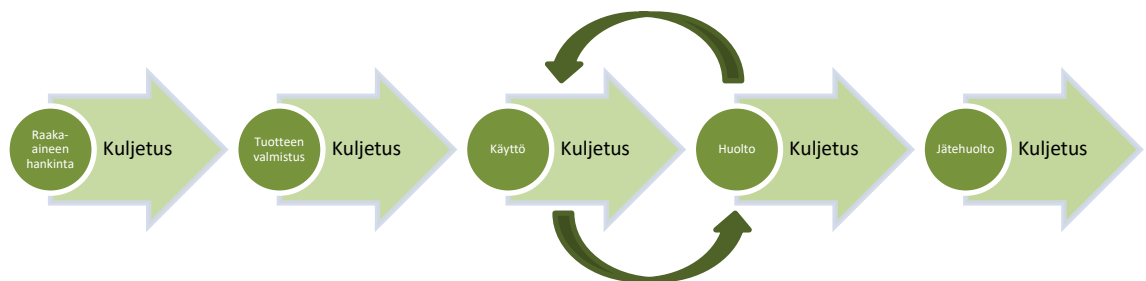 Raaka-
aineen
hankinta
Kuljetus
Tuotteen
valmistus
Kuljetus
Käyttö
Kuljetus
Huolto
Kuljetus
Jätehuolto
Kuljetus